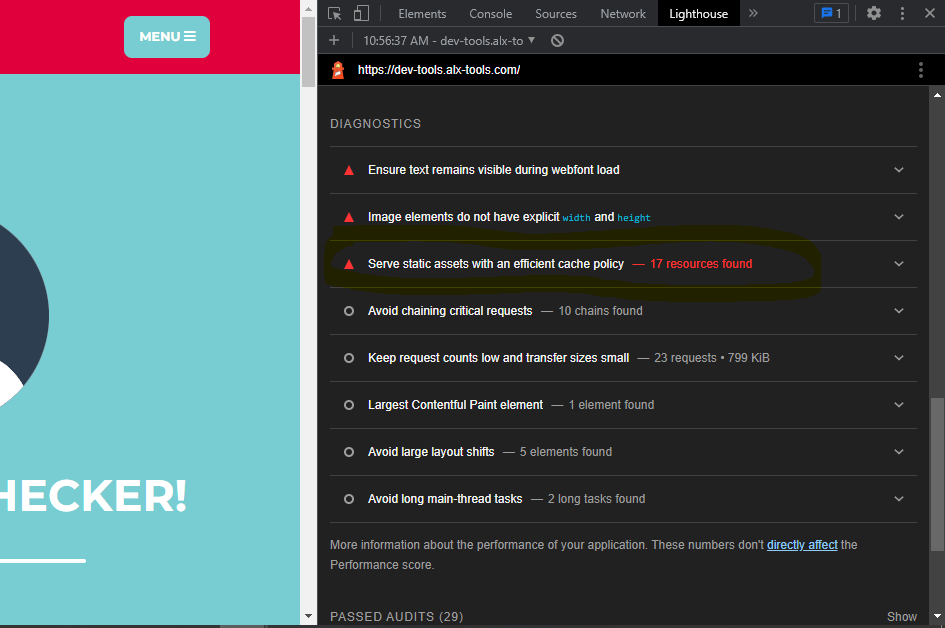 MENU
Elements Console Sources Network Lighthouse » 1
+ 10:56:37 AM - dev-tools.alx-to
https://dev-tools.alx-tools.com/
DIAGNOSTICS
Ensure text remains visible during webfont load
Image elements do not have explicit width and height
Serve static assets with an efficient cache policy — 17 resources found
Avoid chaining critical requests — 10 chains found
Keep request counts low and transfer sizes small — 23 requests • 799 KiB
Largest Contentful Paint element — 1 element found
Avoid large layout shifts — 5 elements found
HECKER!
Avoid long main-thread tasks — 2 long tasks found
More information about the performance of your application. These numbers don't directly affect the
Performance score.
PASSED AUDITS (29) Show